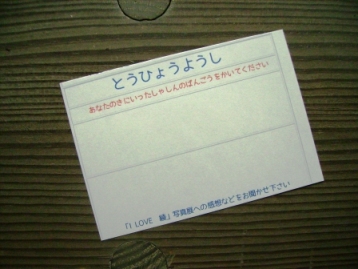 とうひょうようし
あなたのきにいったしゃしんのばんごうをかいてください
「I LOVE 緑」写真展への感想などをお聞かせ下さい